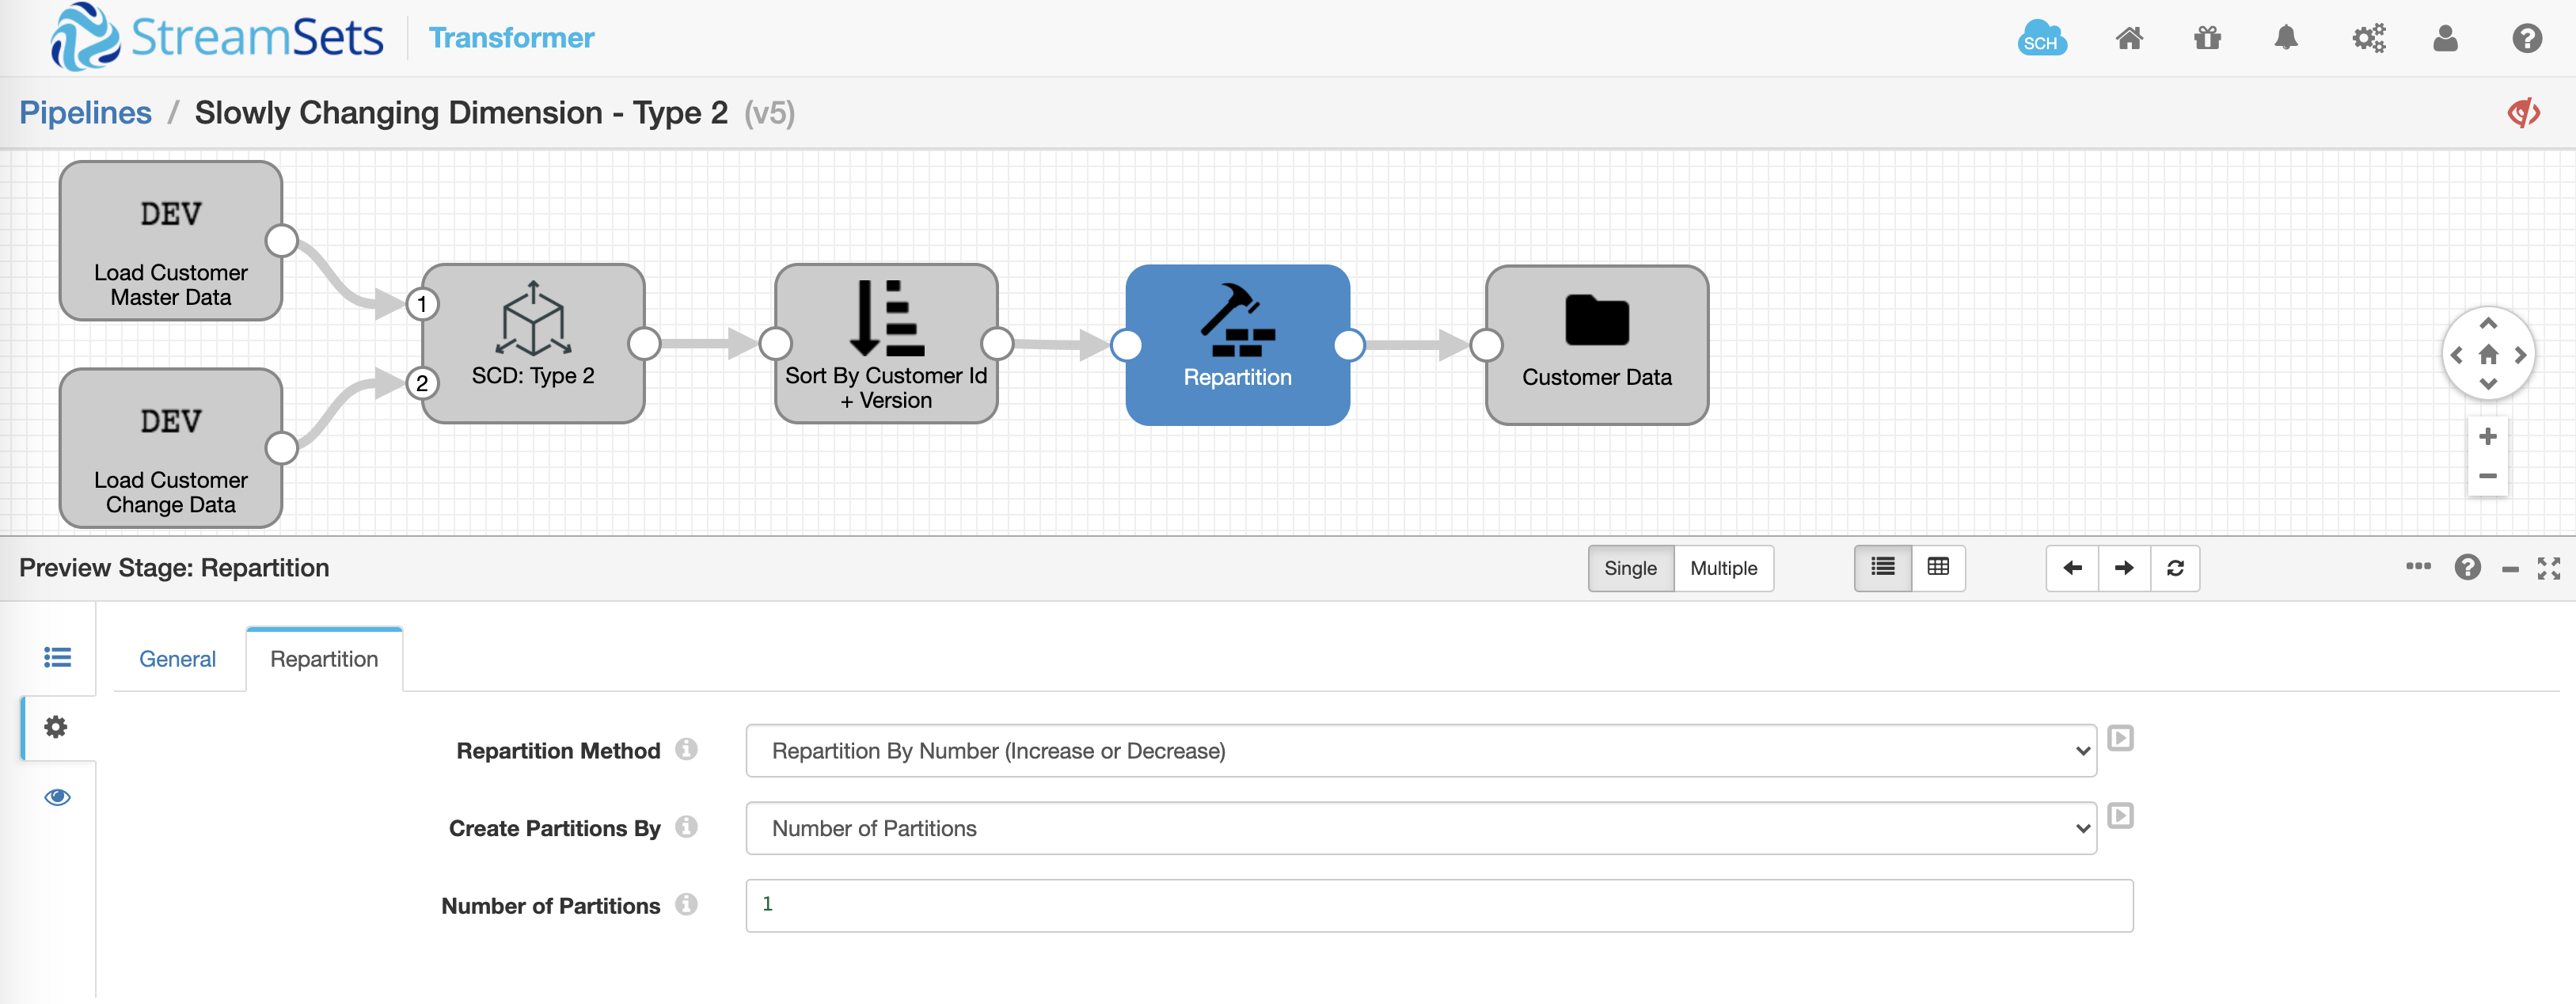 StreamSets Transformer
SCH
Pipelines / Slowly Changing Dimension - Type 2 (v5)
DEV
Load Customer
Master Data
DEV
Load Customer
Change Data
1
2
SCD: Type 2
Sort By Customer Id
+ Version
Repartition
Customer Data
Preview Stage: Repartition
Single Multiple
General Repartition
Repartition Method Repartition By Number (Increase or Decrease)
Create Partitions By Number of Partitions
Number of Partitions 1